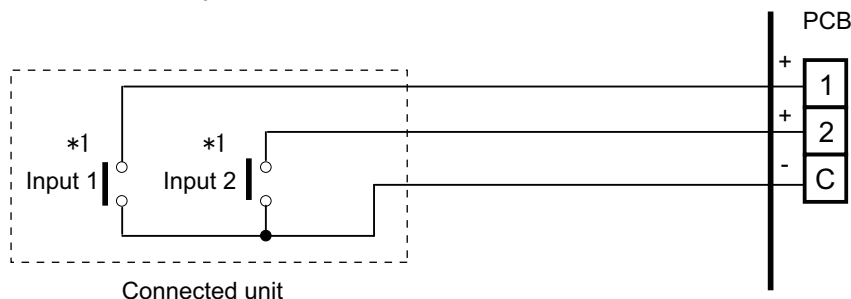 PCB
+
1
+
2
-
C
*1
*1
Input 1
Input 2
Connected unit